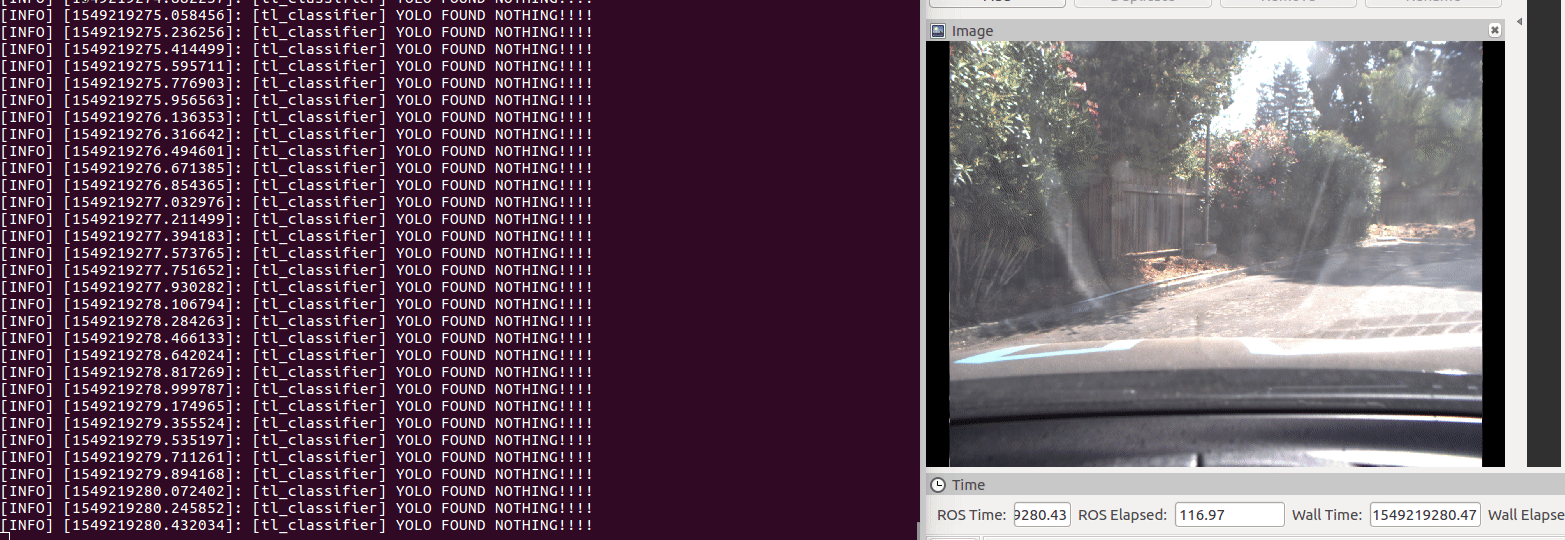 [INFO] [1549219275.058456]: [tl_classifier] YOLO FOUND NOTHING!!!!
[INFO] [1549219275.236256]: [tl_classifier] YOLO FOUND NOTHING!!!!
[INFO] [1549219275.414499]: [tl_classifier] YOLO FOUND NOTHING!!!!
[INFO] [1549219275.595711]: [tl_classifier] YOLO FOUND NOTHING!!!!
[INFO] [1549219275.776903]: [tl_classifier] YOLO FOUND NOTHING!!!!
[INFO] [1549219275.956563]: [tl_classifier] YOLO FOUND NOTHING!!!!
[INFO] [1549219276.136353]: [tl_classifier] YOLO FOUND NOTHING!!!!
[INFO] [1549219276.316642]: [tl_classifier] YOLO FOUND NOTHING!!!!
[INFO] [1549219276.494601]: [tl_classifier] YOLO FOUND NOTHING!!!!
[INFO] [1549219276.671385]: [tl_classifier] YOLO FOUND NOTHING!!!!
[INFO] [1549219276.854365]: [tl_classifier] YOLO FOUND NOTHING!!!!
[INFO] [1549219277.032976]: [tl_classifier] YOLO FOUND NOTHING!!!!
[INFO] [1549219277.211499]: [tl_classifier] YOLO FOUND NOTHING!!!!
[INFO] [1549219277.394183]: [tl_classifier] YOLO FOUND NOTHING!!!!
[INFO] [1549219277.573765]: [tl_classifier] YOLO FOUND NOTHING!!!!
[INFO] [1549219277.751652]: [tl_classifier] YOLO FOUND NOTHING!!!!
[INFO] [1549219277.930282]: [tl_classifier] YOLO FOUND NOTHING!!!!
[INFO] [1549219278.106794]: [tl_classifier] YOLO FOUND NOTHING!!!!
[INFO] [1549219278.284263]: [tl_classifier] YOLO FOUND NOTHING!!!!
[INFO] [1549219278.466133]: [tl_classifier] YOLO FOUND NOTHING!!!!
[INFO] [1549219278.642024]: [tl_classifier] YOLO FOUND NOTHING!!!!
[INFO] [1549219278.817269]: [tl_classifier] YOLO FOUND NOTHING!!!!
[INFO] [1549219278.999787]: [tl_classifier] YOLO FOUND NOTHING!!!!
[INFO] [1549219279.174965]: [tl_classifier] YOLO FOUND NOTHING!!!!
[INFO] [1549219279.355524]: [tl_classifier] YOLO FOUND NOTHING!!!!
[INFO] [1549219279.535197]: [tl_classifier] YOLO FOUND NOTHING!!!!
[INFO] [1549219279.711261]: [tl_classifier] YOLO FOUND NOTHING!!!!
[INFO] [1549219279.894168]: [tl_classifier] YOLO FOUND NOTHING!!!!
[INFO] [1549219280.072402]: [tl_classifier] YOLO FOUND NOTHING!!!!
[INFO] [1549219280.245852]: [tl_classifier] YOLO FOUND NOTHING!!!!
[INFO] [1549219280.432034]: [tl_classifier] YOLO FOUND NOTHING!!!!
Image
Time
ROS Time: 9280.43 ROS Elapsed: 116.97 Wall Time: 1549219280.47 Wall Elapse